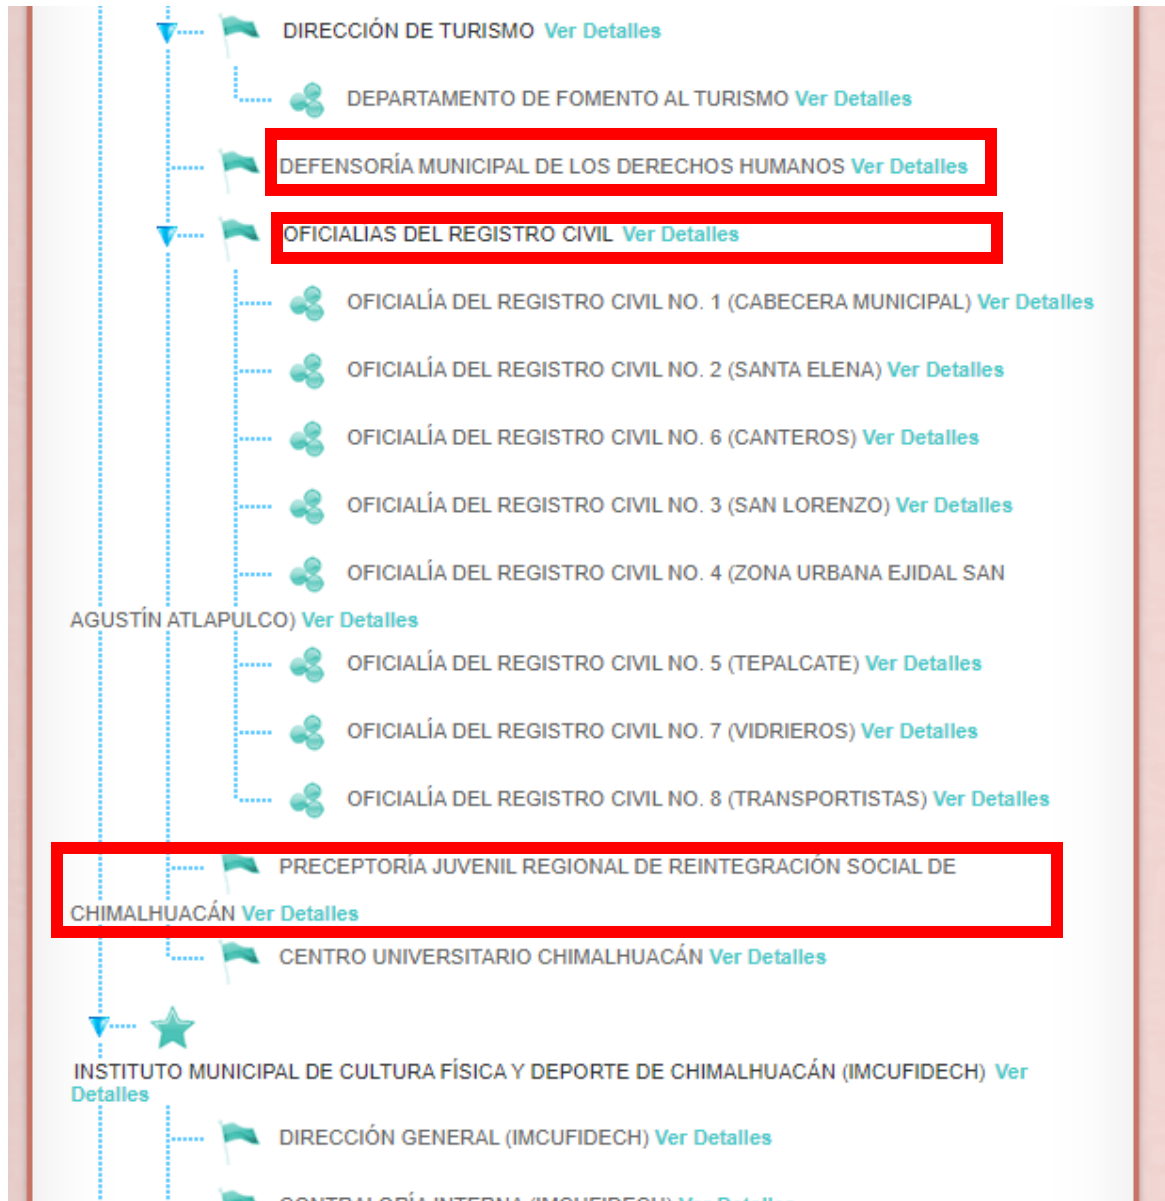 DIRECCIÓN DE TURISMO Ver Detalles
DEPARTAMENTO DE FOMENTO AL TURISMO Ver Detalles
DEFENSORÍA MUNICIPAL DE LOS DERECHOS HUMANOS Ver Detalles
OFICIALIAS DEL REGISTRO CIVIL Ver Detalles
OFICIALÍA DEL REGISTRO CIVIL NO. 1 (CABECERA MUNICIPAL) Ver Detalles
OFICIALÍA DEL REGISTRO CIVIL NO. 2 (SANTA ELENA) Ver Detalles
OFICIALÍA DEL REGISTRO CIVIL NO. 6 (CANTEROS) Ver Detalles
OFICIALÍA DEL REGISTRO CIVIL NO. 3 (SAN LORENZO) Ver Detalles
OFICIALÍA DEL REGISTRO CIVIL NO. 4 (ZONA URBANA EJIDAL SAN
AGUSTÍN ATLAPULCO) Ver Detalles
OFICIALÍA DEL REGISTRO CIVIL NO. 5 (TEPALCATE) Ver Detalles
OFICIALÍA DEL REGISTRO CIVIL NO. 7 (VIDRIEROS) Ver Detalles
OFICIALÍA DEL REGISTRO CIVIL NO. 8 (TRANSPORTISTAS) Ver Detalles
PRECEPTORÍA JUVENIL REGIONAL DE REINTEGRACIÓN SOCIAL DE
CHIMALHUACÁN Ver Detalles
CENTRO UNIVERSITARIO CHIMALHUACÁN Ver Detalles
INSTITUTO MUNICIPAL DE CULTURA FÍSICA Y DEPORTE DE CHIMALHUACÁN (IMCUFIDECH) Ver
Detalles
DIRECCIÓN GENERAL (IMCUFIDECH) Ver Detalles
CONTRALORÍA INTERNA (IMCUFIDECH) Ver Detalles